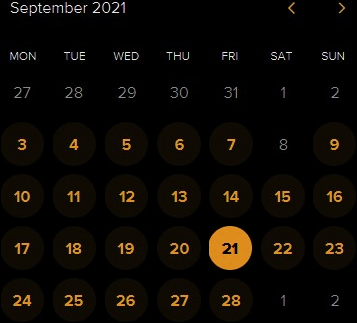 September 2021
MON TUE WED THU FRI SAT SUN
27 28 29 30 31 1 2
3 4 5 6 7 8 9
10 11 12 13 14 15 16
17 18 19 20 21 22 23
24 25 26 27 28 1 2